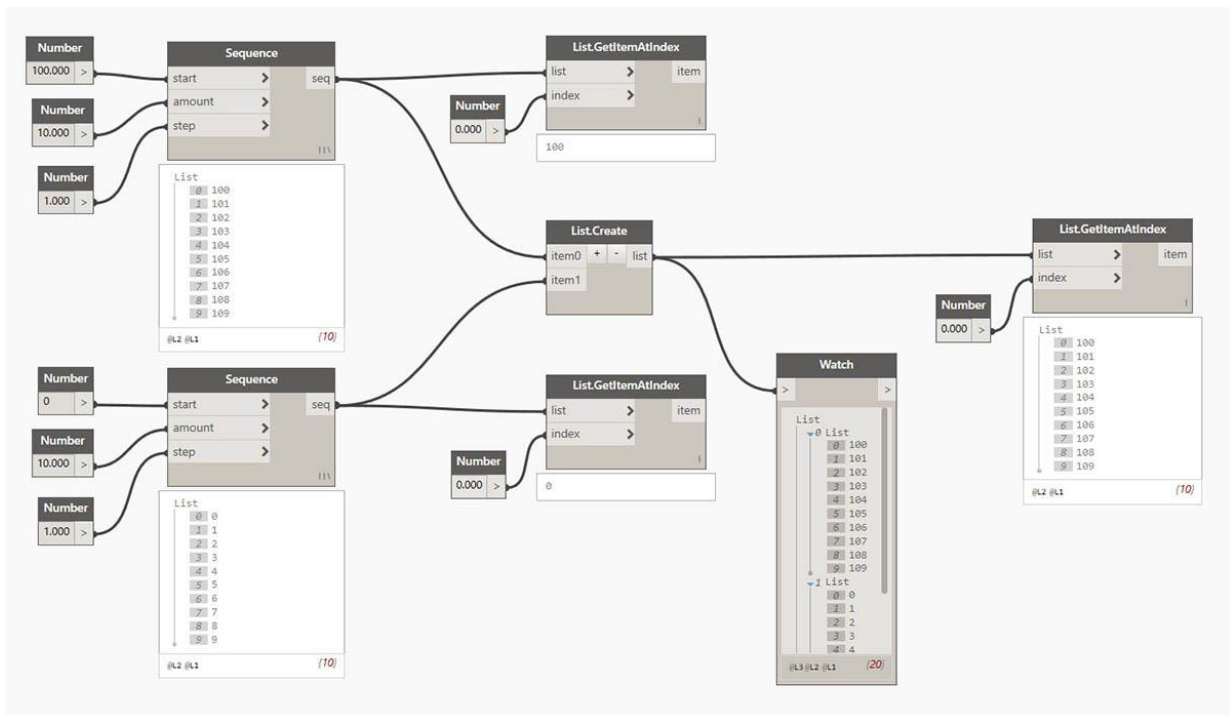 Number
100.000 >
Number
10.000 >
Number
1.000 >
Sequence
start > seq
amount >
step >
List
0 100
1 101
2 102
3 103
4 104
5 105
6 106
7 107
8 108
9 109
@L2 @L1 {10}
List.GetItemAtIndex
list > item
index >
Number
0.000 >
100
Number
0 >
Number
10.000 >
Number
1.000 >
Sequence
start > seq
amount >
step >
List
0 0
1 1
2 2
3 3
4 4
5 5
6 6
7 7
8 8
9 9
@L2 @L1 {10}
List.Create
item0 + - list
item1
List.GetItemAtIndex
list > item
index >
Number
0.000 >
0
Watch
> >
List
0 List
0 100
1 101
2 102
3 103
4 104
5 105
6 106
7 107
8 108
9 109
1 List
0 0
1 1
2 2
3 3
4 4
@L3 @L2 @L1 {20}
List.GetItemAtIndex
list > item
index >
Number
0.000 >
List
0 100
1 101
2 102
3 103
4 104
5 105
6 106
7 107
8 108
9 109
@L2 @L1 {10}